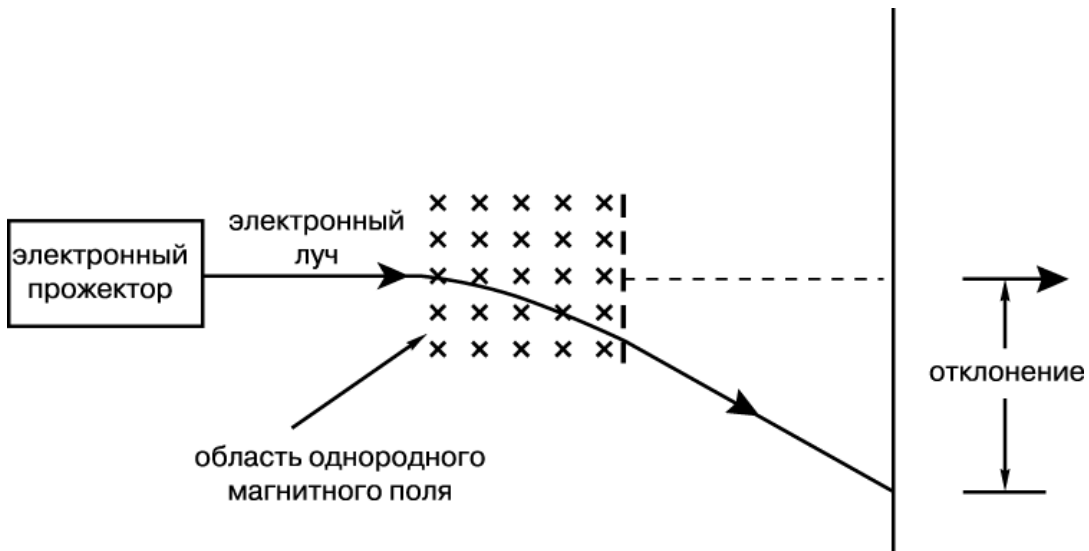 электронный
прожектор
электронный
луч
отклонение
область однородного
магнитного поля